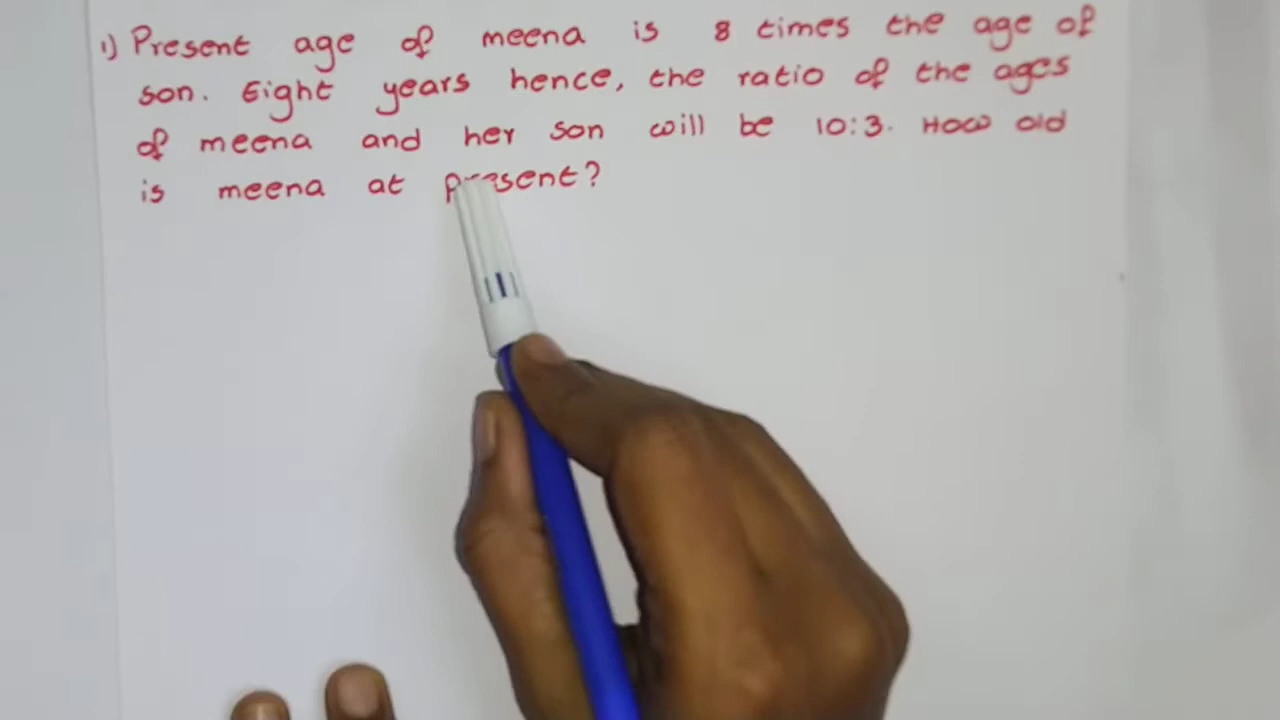 1) Present age of meena is 8 times the age of
son. Eight years hence, the ratio of the ages
of meena and her son will be 10:3. How old
is meena at present?